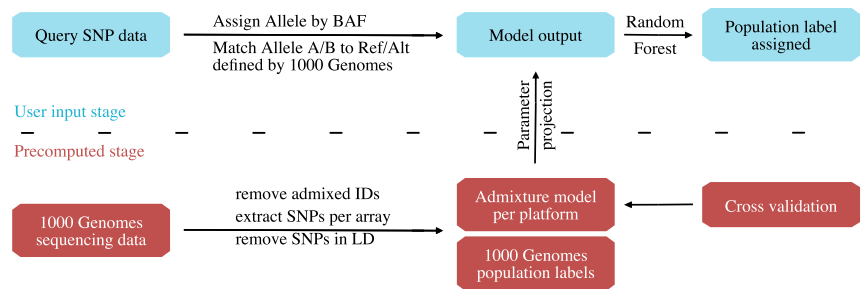 Assign Allele by BAF
Query SNP data
Match Allele A/B to Ref/Alt
defined by 1000 Genomes
Model output
Random
Forest
Population label
assigned
User input stage
Parameter
projection
Precomputed stage
1000 Genomes
sequencing data
remove admixed IDs
extract SNPs per array
remove SNPs in LD
Admixture model
per platform
Cross validation
1000 Genomes
population labels